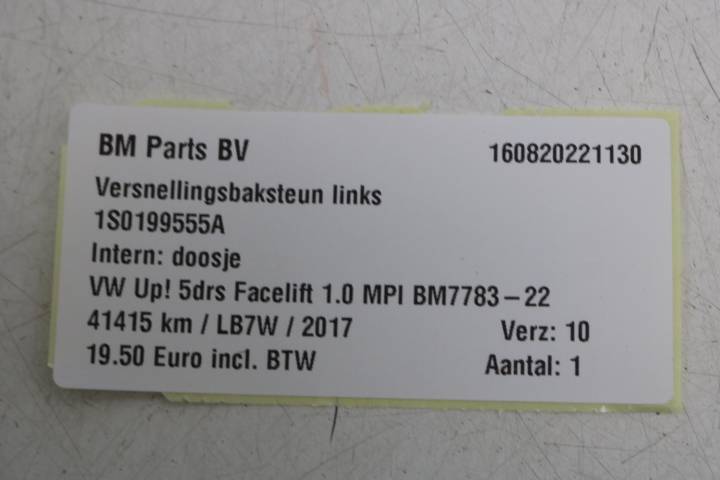 BM Parts BV 160820221130
Versnellingsbaksteun links
1S0199555A
Intern: doosje
VW Up! 5drs Facelift 1.0 MPI BM7783-22
41415 km / LB7W / 2017 Verz: 10
19.50 Euro incl. BTW Aantal: 1